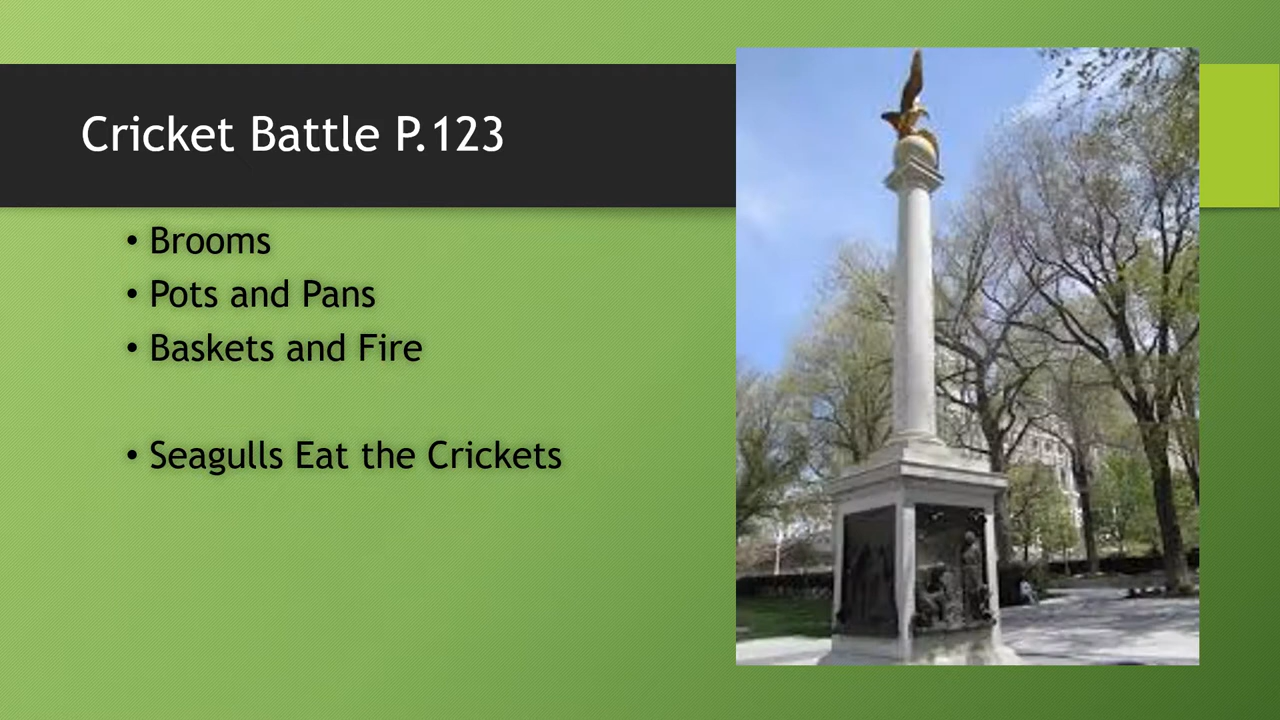 Cricket Battle P.123
• Brooms
• Pots and Pans
• Baskets and Fire
• Seagulls Eat the Crickets